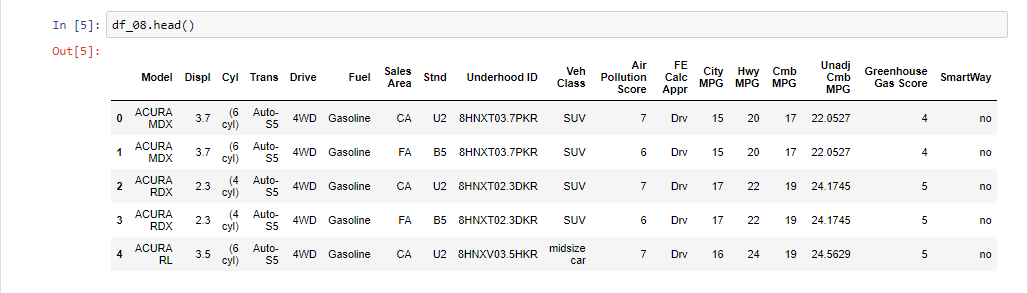 In [5]: df_08.head()
Out[5]:
Model Displ Cyl Trans Drive Fuel Sales Area Stnd Underhood ID Veh Class Air Pollution Score FE Calc Appr City MPG Hwy MPG Cmb MPG Unadj Cmb MPG Greenhouse Gas Score SmartWay
0 ACURA MDX 3.7 (6 cyl) Auto-S5 4WD Gasoline CA U2 8HNXT03.7PKR SUV 7 Drv 15 20 17 22.0527 4 no
1 ACURA MDX 3.7 (6 cyl) Auto-S5 4WD Gasoline FA B5 8HNXT03.7PKR SUV 6 Drv 15 20 17 22.0527 4 no
2 ACURA RDX 2.3 (4 cyl) Auto-S5 4WD Gasoline CA U2 8HNXT02.3DKR SUV 7 Drv 17 22 19 24.1745 5 no
3 ACURA RDX 2.3 (4 cyl) Auto-S5 4WD Gasoline FA B5 8HNXT02.3DKR SUV 6 Drv 17 22 19 24.1745 5 no
4 ACURA RL 3.5 (6 cyl) Auto-S5 4WD Gasoline CA U2 8HNXV03.5HKR midsize car 7 Drv 16 24 19 24.5629 5 no